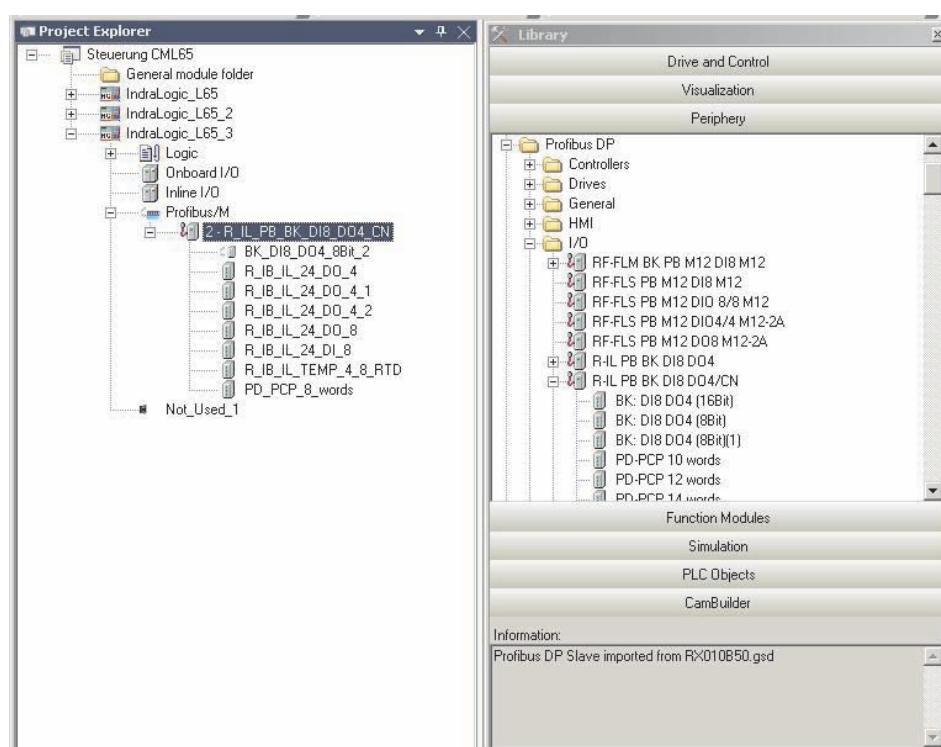 Project Explorer
Steuerung CML65
General module folder
IndraLogic_L65
IndraLogic_L65_2
IndraLogic_L65_3
Logic
Onboard I/O
Inline I/O
Profibus/M
2 - R_IL_PB_BK_DI8_DO4_CN
BK_DI8_DO4_8Bit_2
R_IB_IL_24_DO_4
R_IB_IL_24_DO_4_1
R_IB_IL_24_DO_4_2
R_IB_IL_24_DO_8
R_IB_IL_24_DI_8
R_IB_IL_TEMP_4_8_RTD
PD_PCP_8_words
Not_Used_1
Library
Drive and Control
Visualization
Periphery
Profibus DP
Controllers
Drives
General
HMI
I/O
RF-FLM BK PB M12 DI8 M12
RF-FLS PB M12 DI8 M12
RF-FLS PB M12 DIO 8/8 M12
RF-FLS PB M12 DIO4/4 M12-2A
RF-FLS PB M12 DO8 M12-2A
R-IL PB BK DI8 DO4
R-IL PB BK DI8 DO4/CN
BK: DI8 DO4 (16Bit)
BK: DI8 DO4 (8Bit)
BK: DI8 DO4 (8Bit)(1)
PD-PCP 10 words
PD-PCP 12 words
PD-PCP 14 words
Function Modules
Simulation
PLC Objects
CamBuilder
Information:
Profibus DP Slave imported from RX010B50.gsd